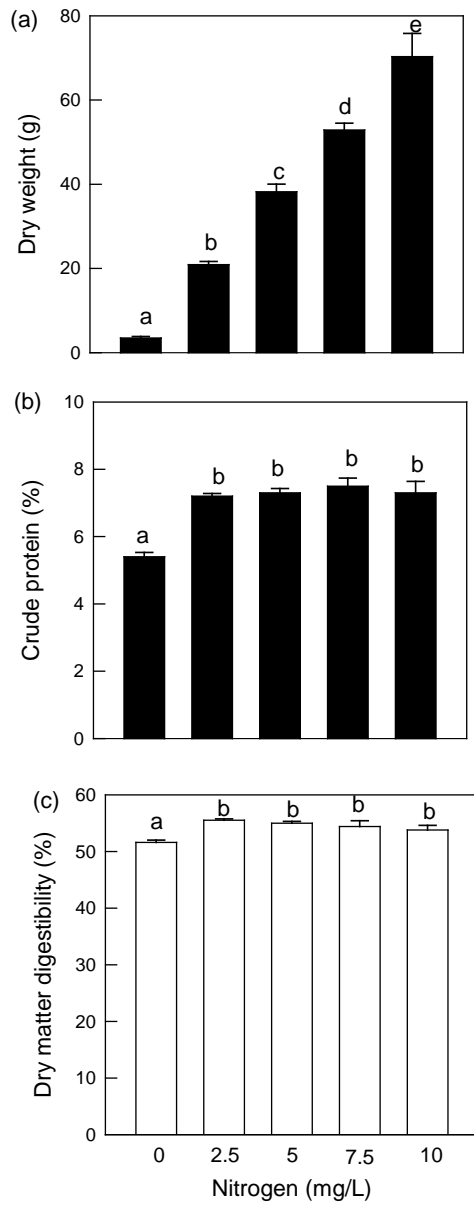 (a)
Dry weight (g)
80
60
40
20
0
a
b
c
d
e
(b)
Crude protein (%)
10
8
6
4
2
0
a
b
b
b
b
(c)
Dry matter digestibility (%)
60
50
40
30
20
10
0
a
b
b
b
b
0 2.5 5 7.5 10
Nitrogen (mg/L)